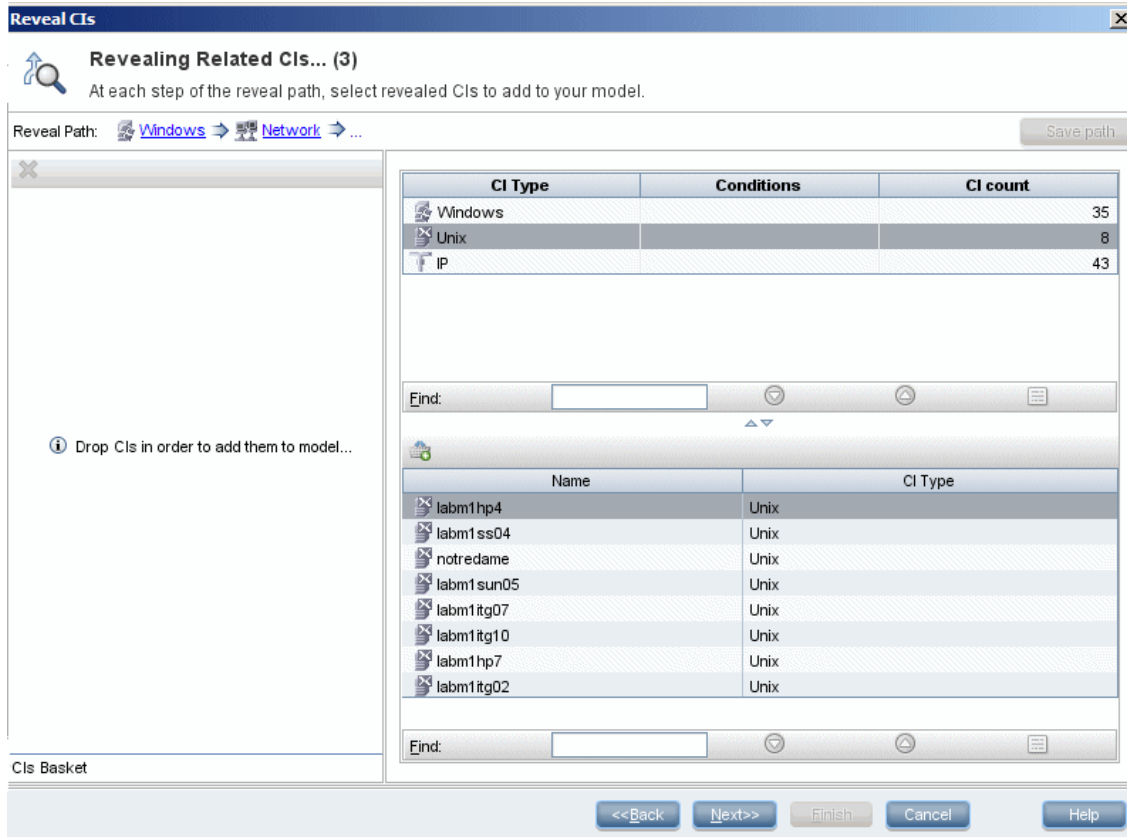 Reveal CIs
Revealing Related CIs... (3)
At each step of the reveal path, select revealed CIs to add to your model.
Reveal Path: Windows Network ...
Save path
CI Type Conditions CI count
Windows 35
Unix 8
IP 43
Find:
Drop CIs in order to add them to model...
Name CI Type
labm1hp4 Unix
labm1ss04 Unix
notredame Unix
labm1sun05 Unix
labm1itg07 Unix
labm1itg10 Unix
labm1hp7 Unix
labm1itg02 Unix
Find:
CIs Basket
<<Back Next>> Finish Cancel Help